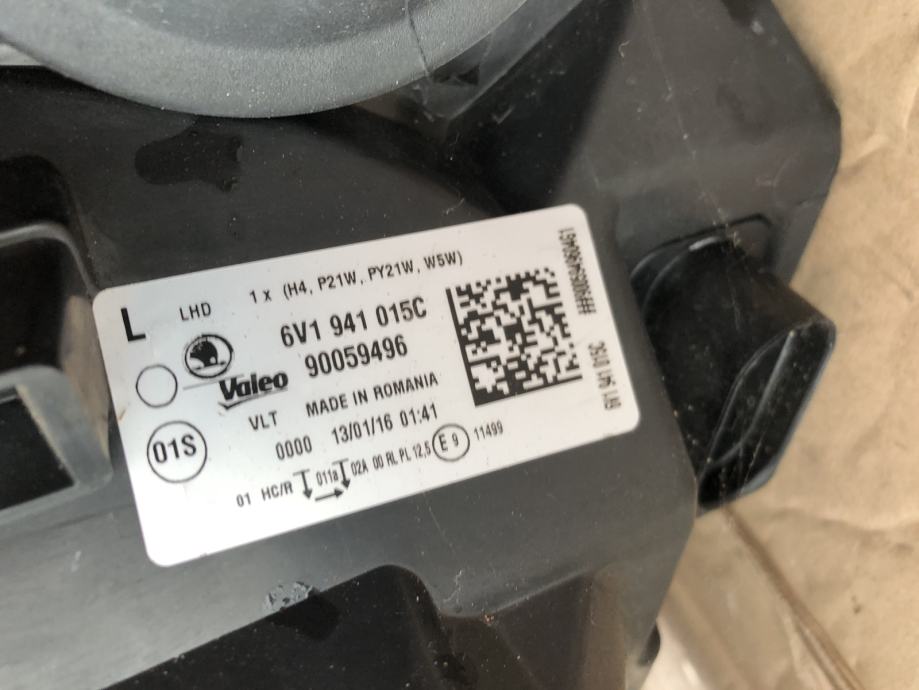 L LHD 1 x (H4, P21W, PY21W, W5W)
6V1 941 015C
Valeo 90059496
VLT MADE IN ROMANIA
01S 0000 13/01/16 01:41
01 HC/R 011a 02A 00 RL PL 12,5 E 9 11499
6V1 941 015C